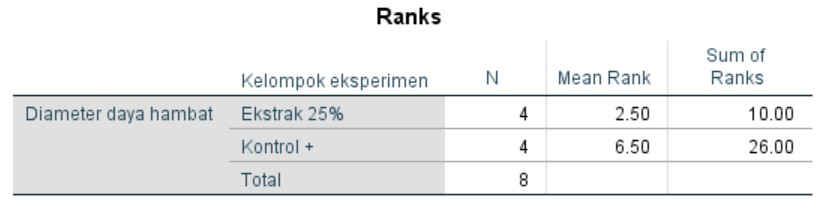 Ranks
Kelompok eksperimen N Mean Rank Sum of Ranks
Diameter daya hambat Ekstrak 25% 4 2.50 10.00
Kontrol + 4 6.50 26.00
Total 8